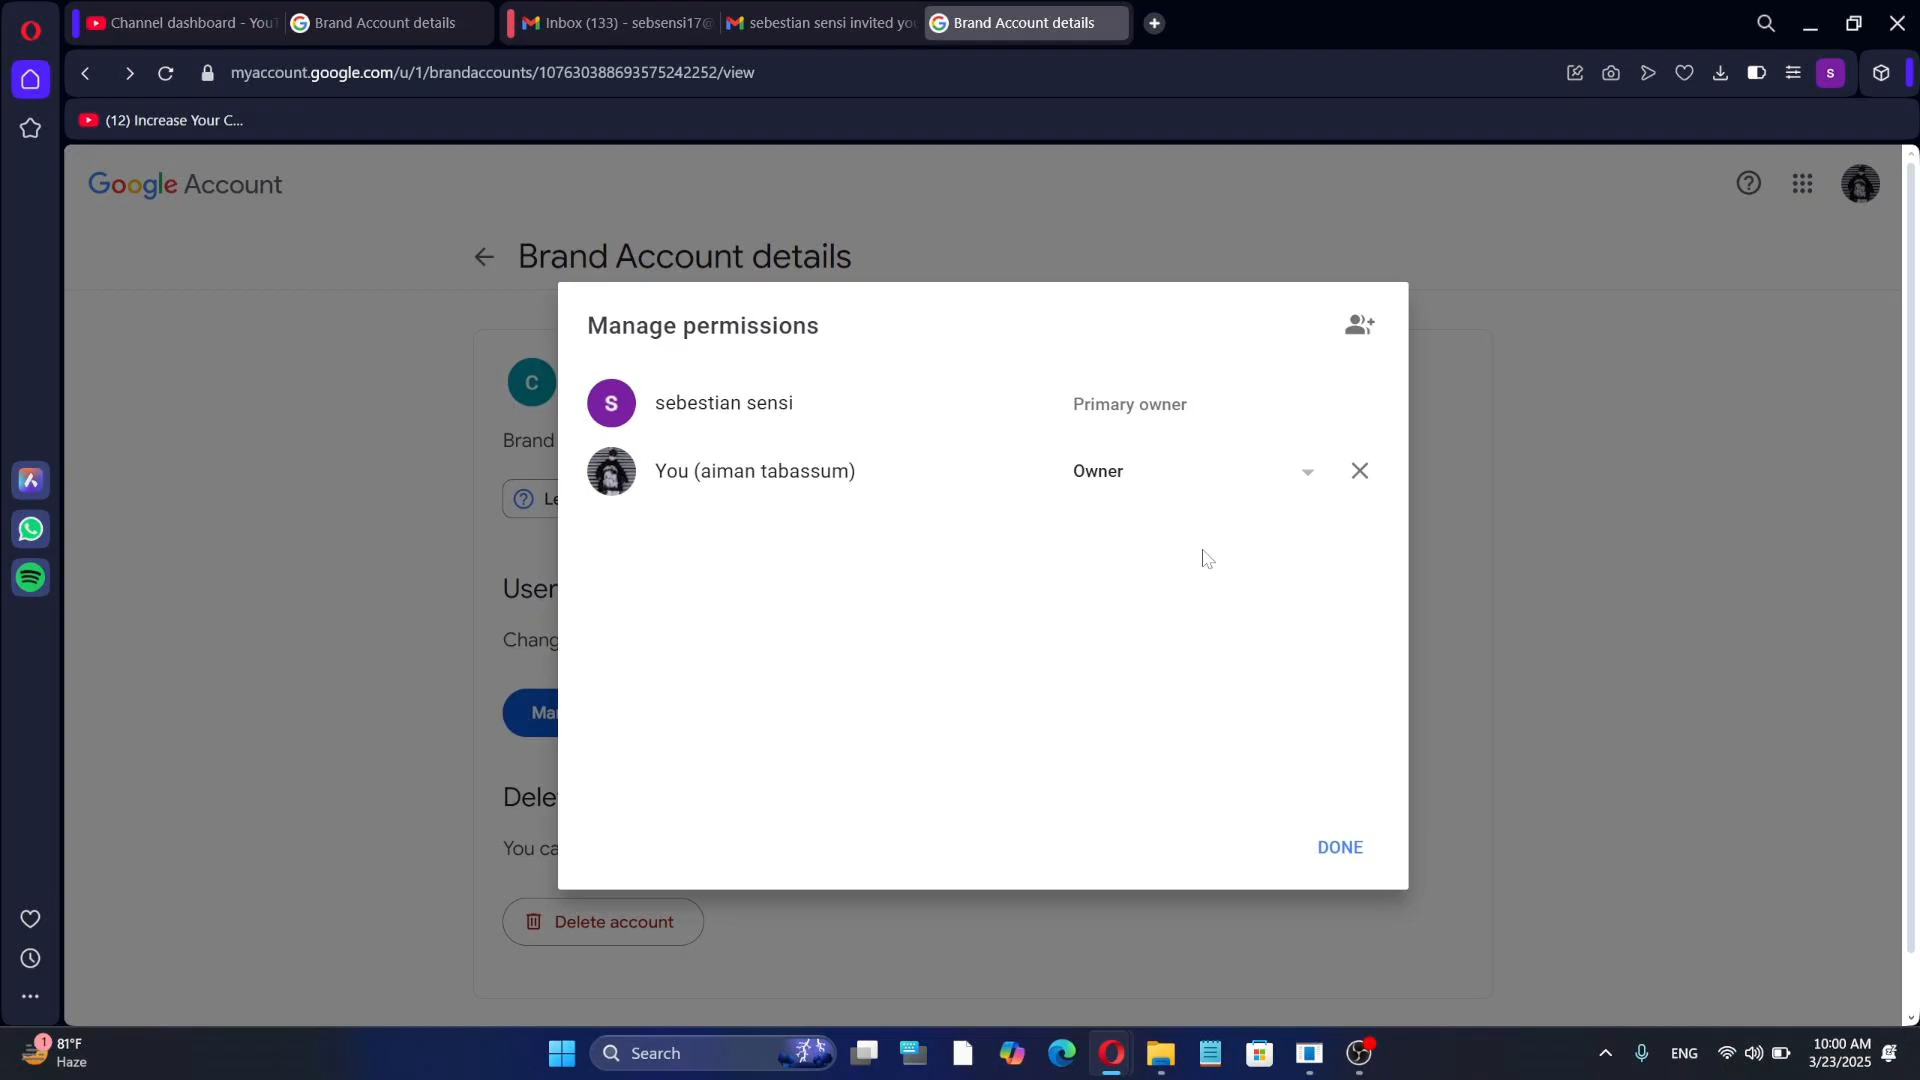 Channel dashboard - YouT
Brand Account details
Inbox (133) - sebsensi17@
sebestian sensi invited you
Brand Account details
myaccount.google.com/u/1/brandaccounts/107630388693575242252/view
S
(12) Increase Your C...
Google Account
Brand Account details
Manage permissions
C
S
sebestian sensi
Primary owner
Brand
You (aiman tabassum)
Owner
Le
User
Chang
Ma
Dele
You ca
DONE
Delete account
1
81°F
Haze
Search
ENG
10:00 AM
3/23/2025